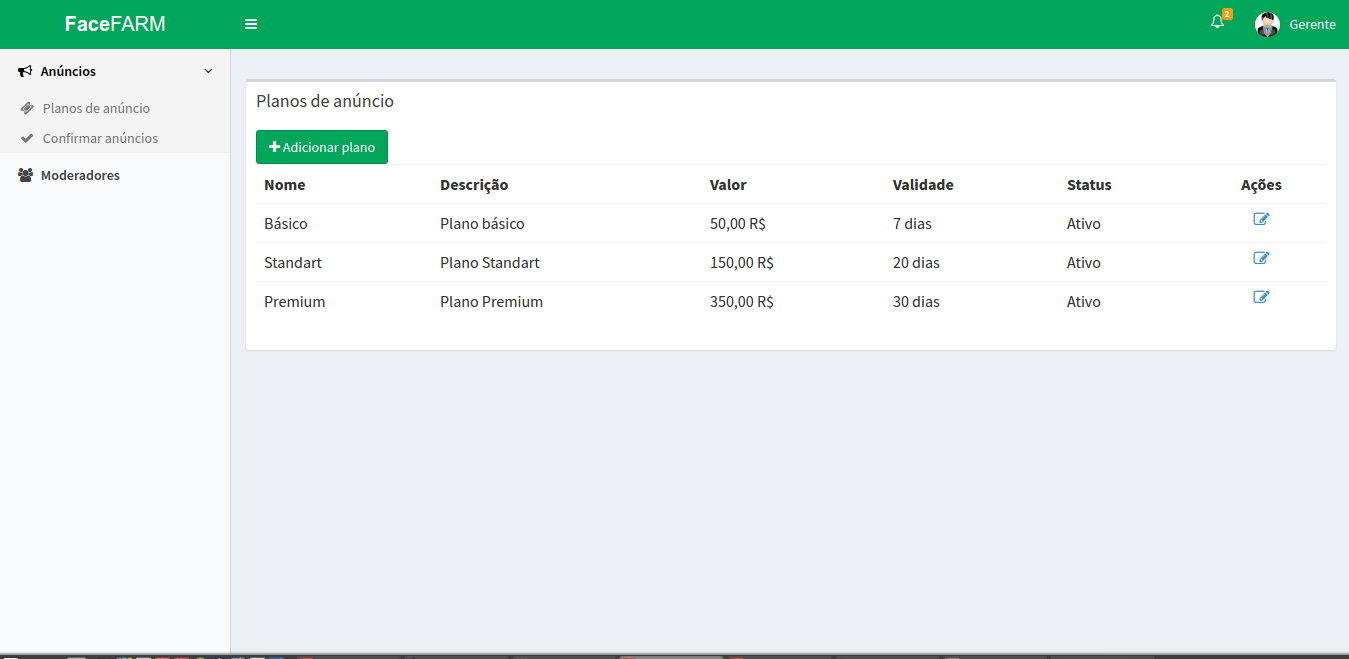 FaceFARM
2
Gerente
Anúncios
Planos de anúncio
Confirmar anúncios
Moderadores
Planos de anúncio
Adicionar plano
Nome Descrição Valor Validade Status Ações
Básico Plano básico 50,00 R$ 7 dias Ativo
Standart Plano Standart 150,00 R$ 20 dias Ativo
Premium Plano Premium 350,00 R$ 30 dias Ativo